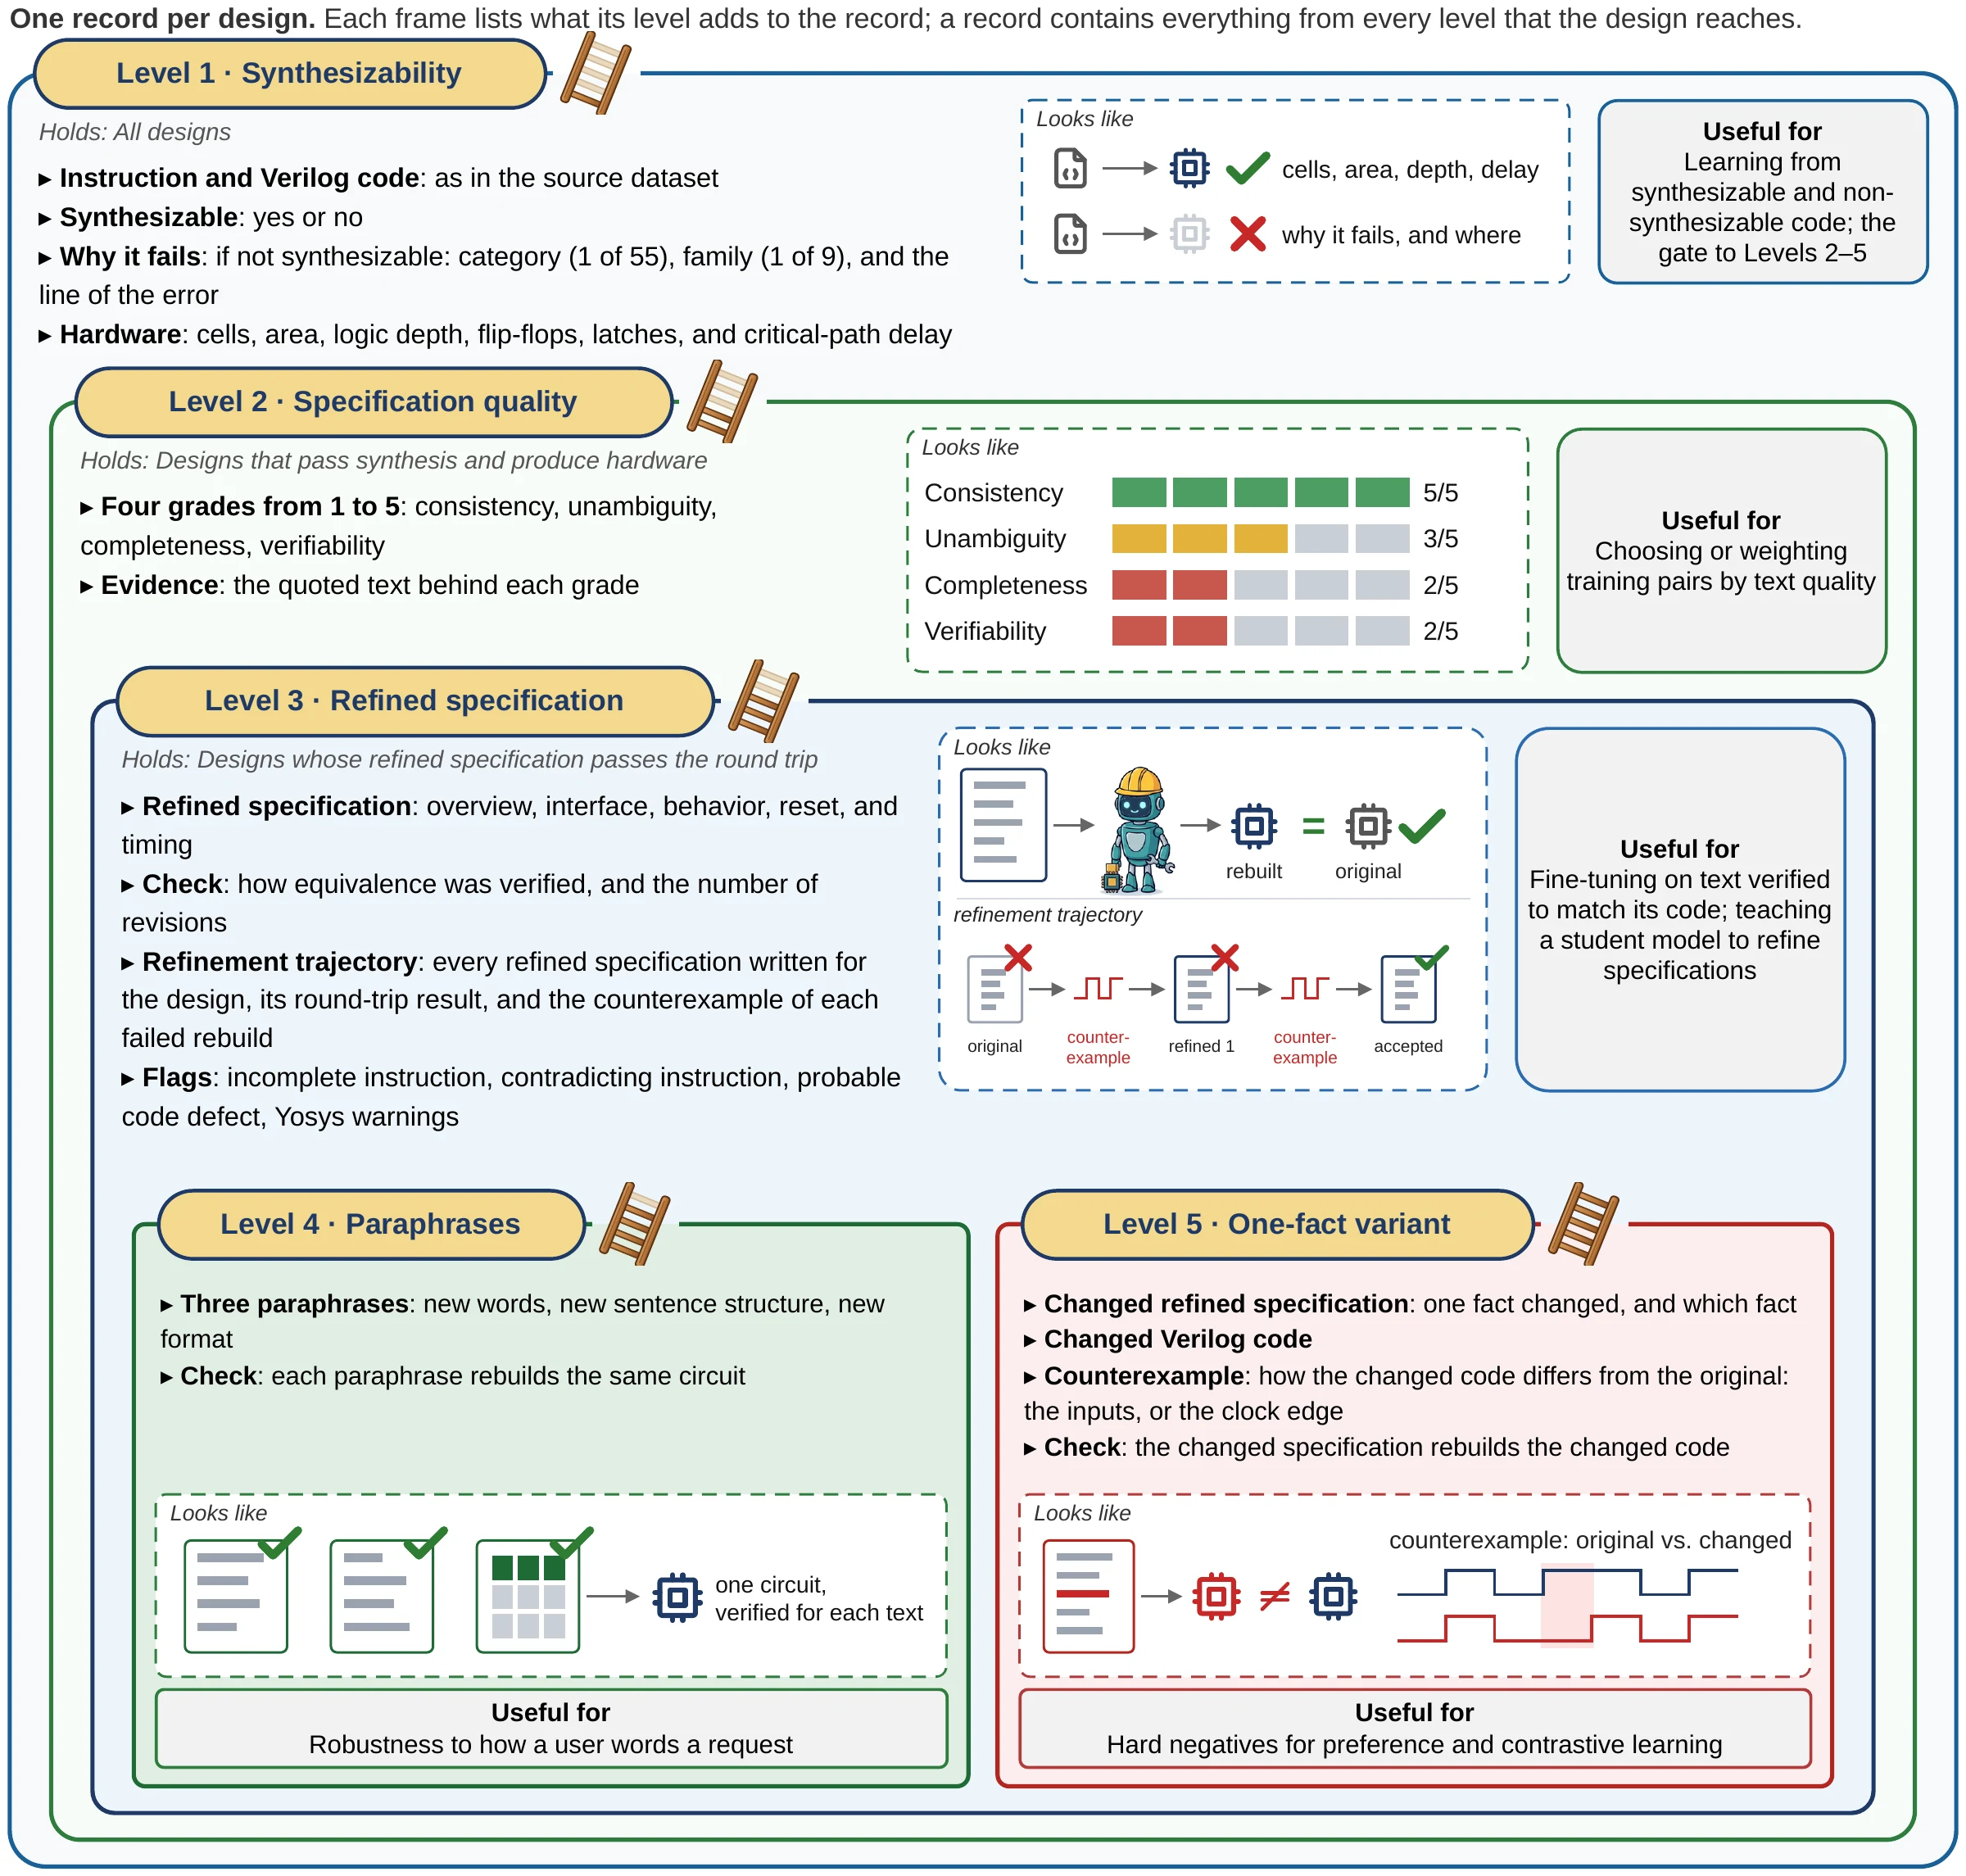 One record per design. Each frame lists what its level adds to the record; a record contains everything from every level that the design reaches.
Level 1 · Synthesizability
Holds: All designs
▸ Instruction and Verilog code: as in the source dataset
▸ Synthesizable: yes or no
▸ Why it fails: if not synthesizable: category (1 of 55), family (1 of 9), and the
line of the error
▸ Hardware: cells, area, logic depth, flip-flops, latches, and critical-path delay
Looks like
cells, area, depth, delay
why it fails, and where
Useful for
Learning from
synthesizable and non-
synthesizable code; the
gate to Levels 2–5
Level 2 · Specification quality
Holds: Designs that pass synthesis and produce hardware
▸ Four grades from 1 to 5: consistency, unambiguity,
completeness, verifiability
▸ Evidence: the quoted text behind each grade
Looks like
Consistency 5/5
Unambiguity 3/5
Completeness 2/5
Verifiability 2/5
Useful for
Choosing or weighting
training pairs by text quality
Level 3 · Refined specification
Holds: Designs whose refined specification passes the round trip
▸ Refined specification: overview, interface, behavior, reset, and
timing
▸ Check: how equivalence was verified, and the number of
revisions
▸ Refinement trajectory: every refined specification written for
the design, its round-trip result, and the counterexample of each
failed rebuild
▸ Flags: incomplete instruction, contradicting instruction, probable
code defect, Yosys warnings
Looks like
=
rebuilt original
refinement trajectory
original counter- refined 1 counter- accepted
example example
Useful for
Fine-tuning on text verified
to match its code; teaching
a student model to refine
specifications
Level 4 · Paraphrases
▸ Three paraphrases: new words, new sentence structure, new
format
▸ Check: each paraphrase rebuilds the same circuit
Looks like
one circuit,
verified for each text
Useful for
Robustness to how a user words a request
Level 5 · One-fact variant
▸ Changed refined specification: one fact changed, and which fact
▸ Changed Verilog code
▸ Counterexample: how the changed code differs from the original:
the inputs, or the clock edge
▸ Check: the changed specification rebuilds the changed code
Looks like
≠
counterexample: original vs. changed
Useful for
Hard negatives for preference and contrastive learning